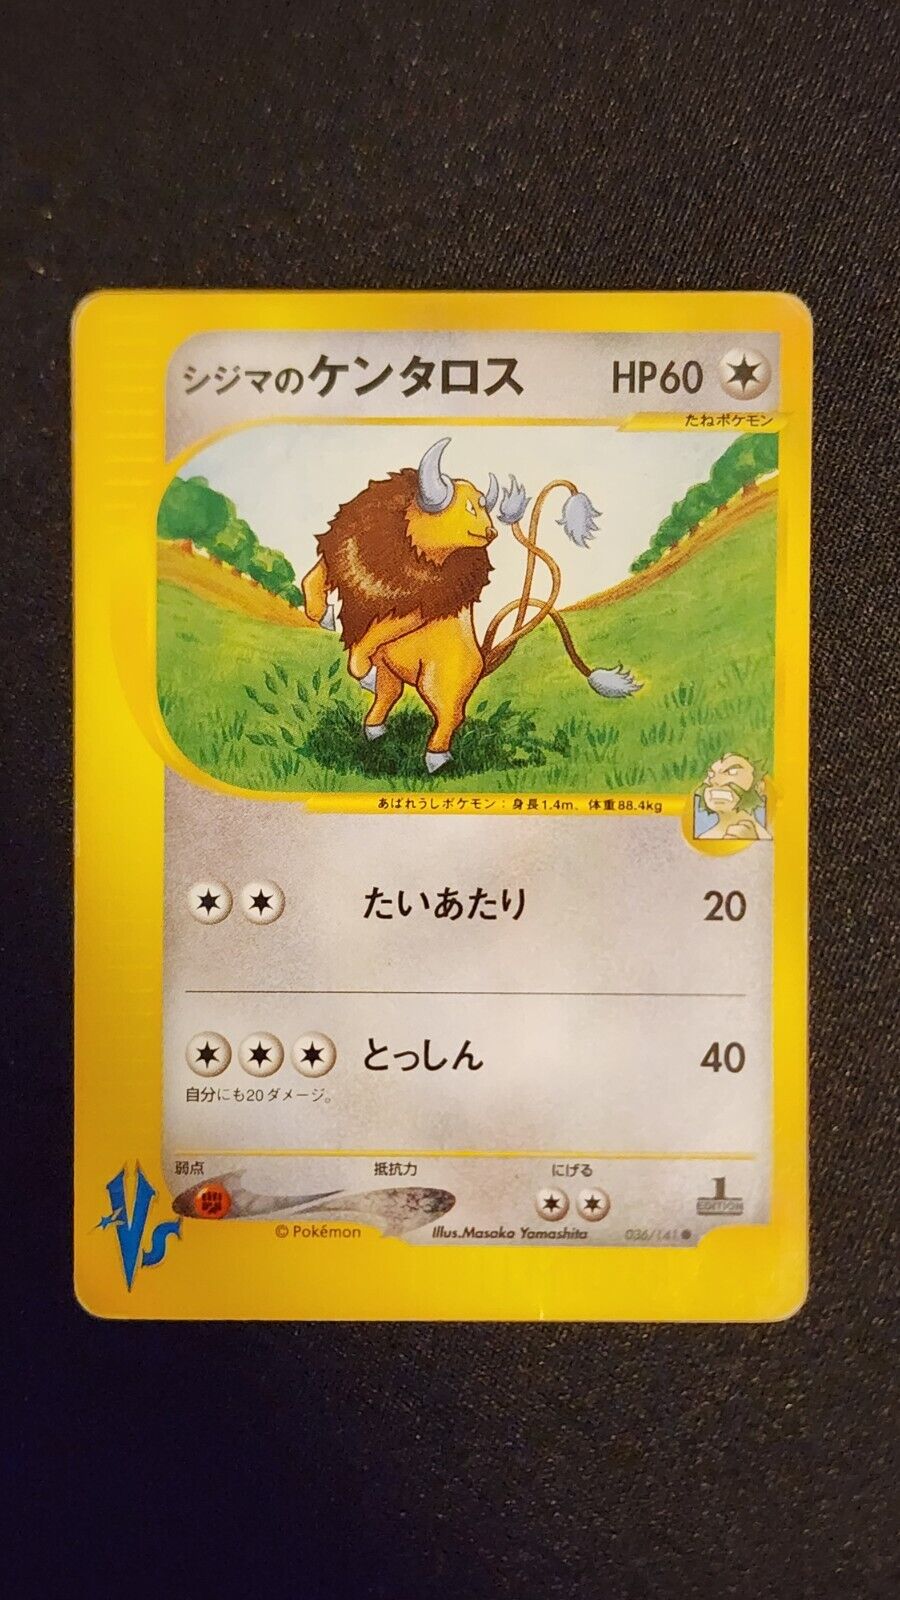 シジマのケンタロス HP60
たねポケモン
あばれうしポケモン：身長1.4m、体重88.4kg
たいあたり 20
とっしん 40
自分にも20ダメージ。
弱点 抵抗力 にげる
1 EDITION
VS
© Pokémon Illus.Masako Yamashita 036/141●